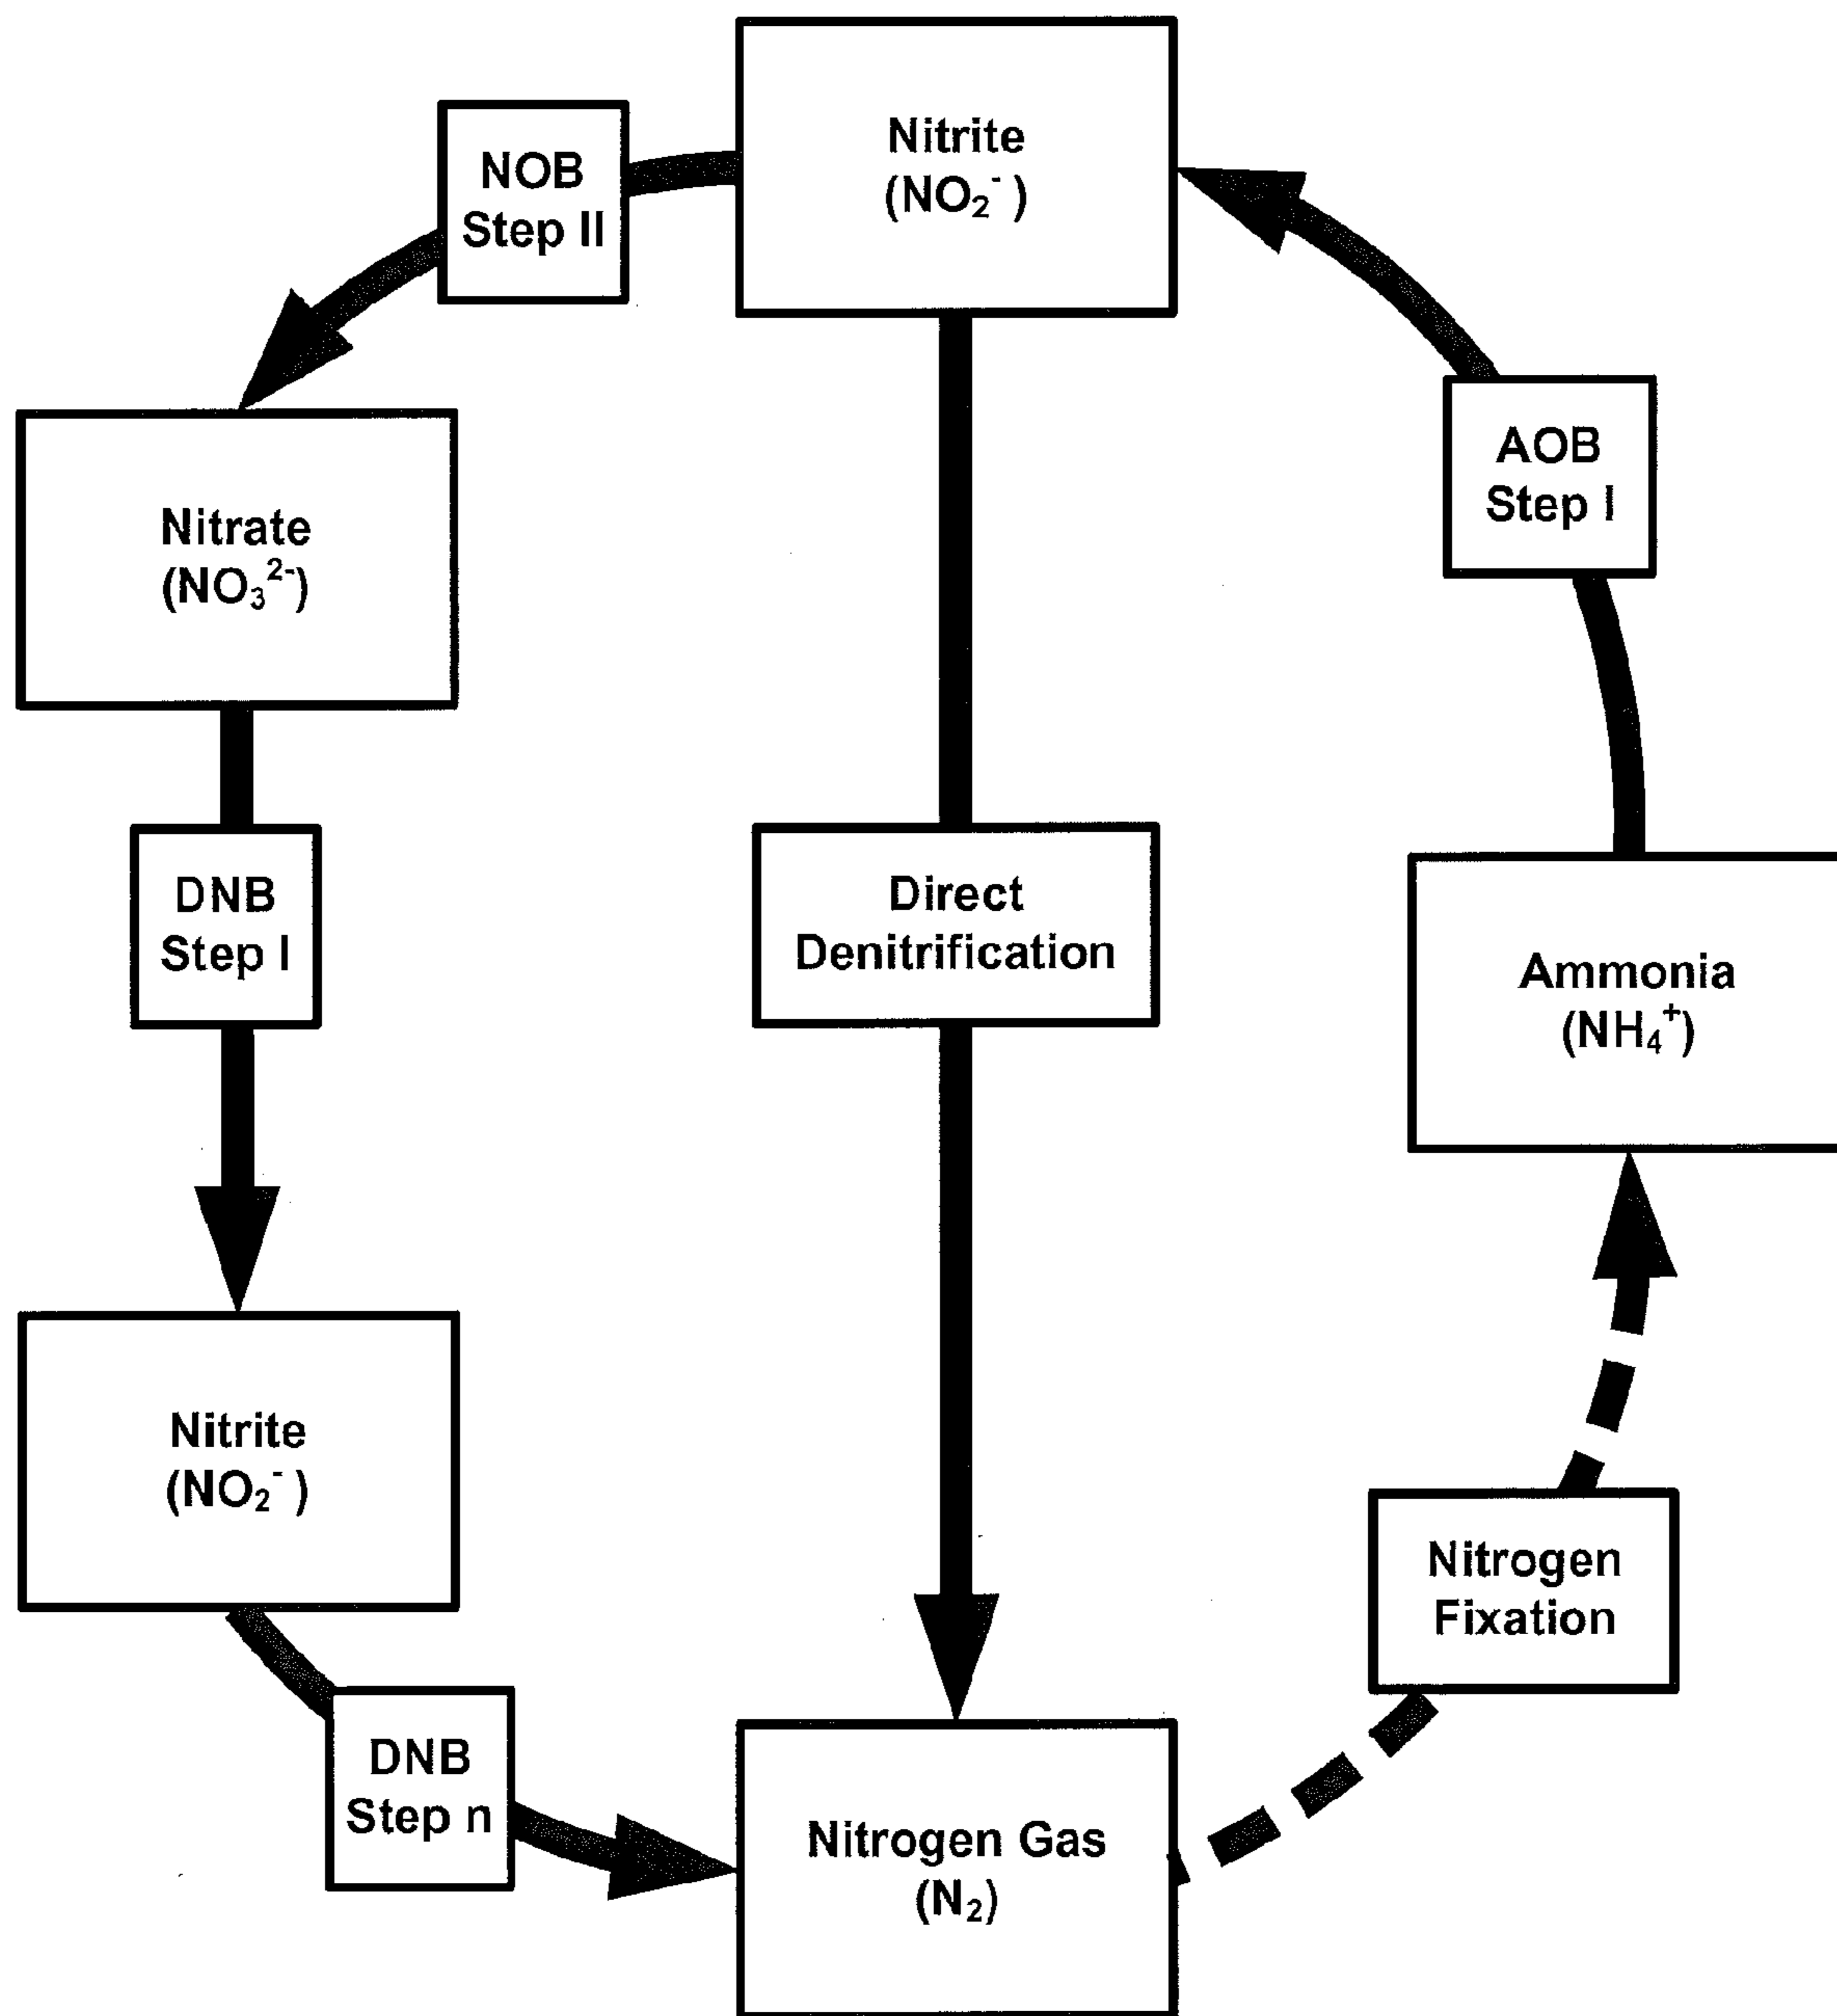 Nitrite
(NO₂⁻ )
NOB
Step II
AOB
Step I
Nitrate
(NO₃²⁻)
DNB
Step I
Direct
Denitrification
Ammonia
(NH₄⁺)
Nitrite
(NO₂⁻ )
Nitrogen
Fixation
DNB
Step n
Nitrogen Gas
(N₂)